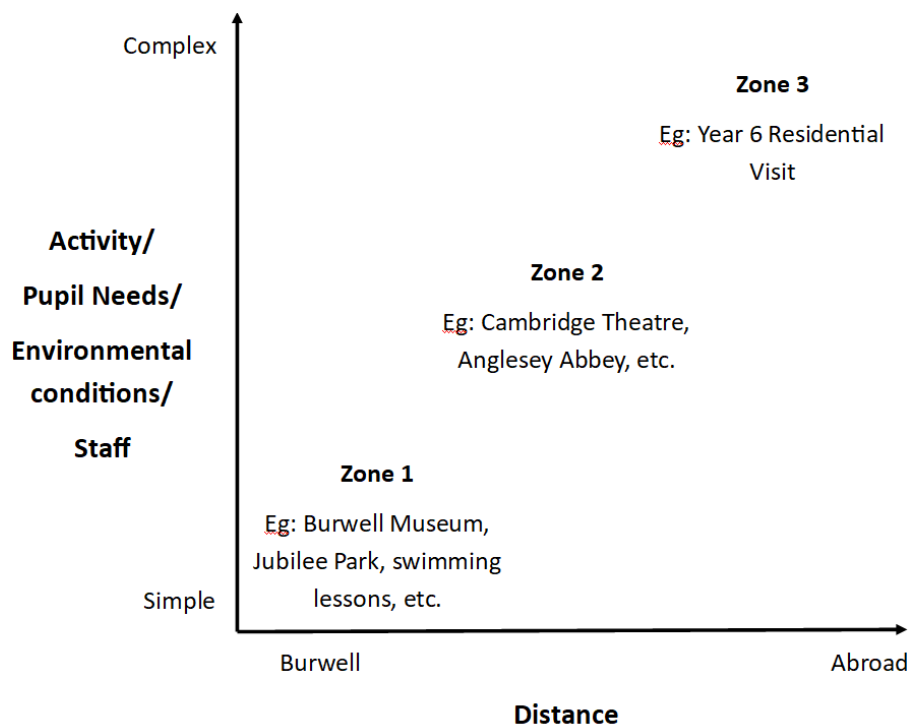 Complex
Zone 3
Eg: Year 6 Residential
Visit
Activity/
Pupil Needs/
Environmental
conditions/
Staff
Zone 2
Eg: Cambridge Theatre,
Anglesey Abbey, etc.
Zone 1
Eg: Burwell Museum,
Jubilee Park, swimming
lessons, etc.
Simple
Burwell
Abroad
Distance